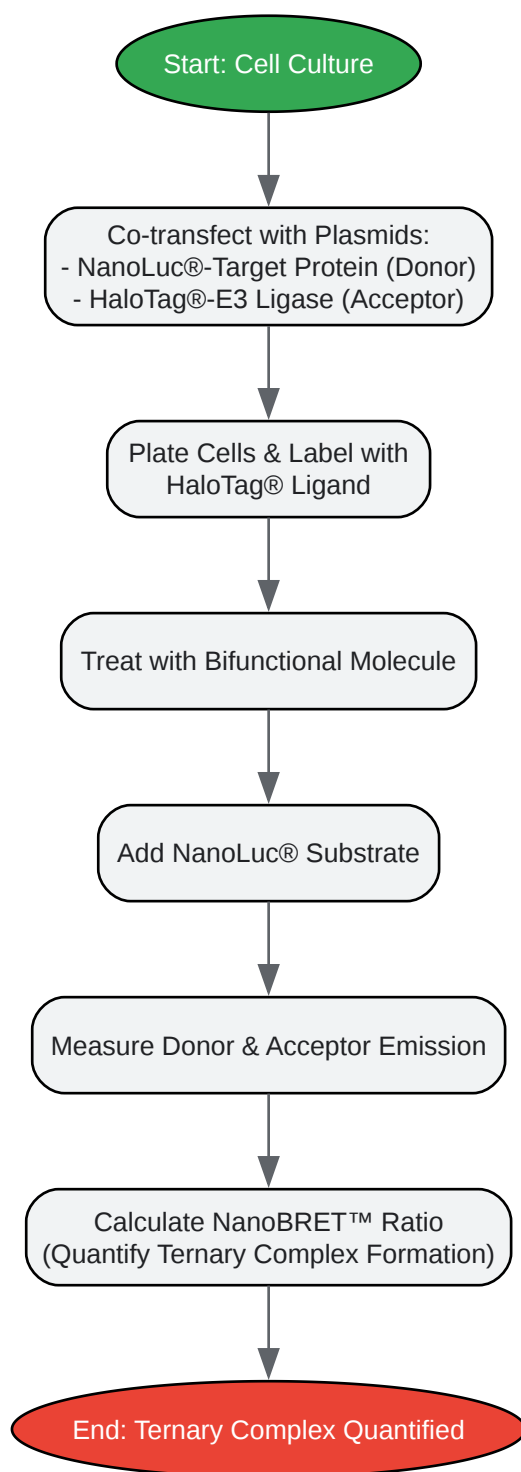 Start: Cell Culture
Co-transfect with Plasmids:
- NanoLuc®-Target Protein (Donor)
- HaloTag®-E3 Ligase (Acceptor)
Plate Cells & Label with
HaloTag® Ligand
Treat with Bifunctional Molecule
Add NanoLuc® Substrate
Measure Donor & Acceptor Emission
Calculate NanoBRET™ Ratio
(Quantify Ternary Complex Formation)
End: Ternary Complex Quantified